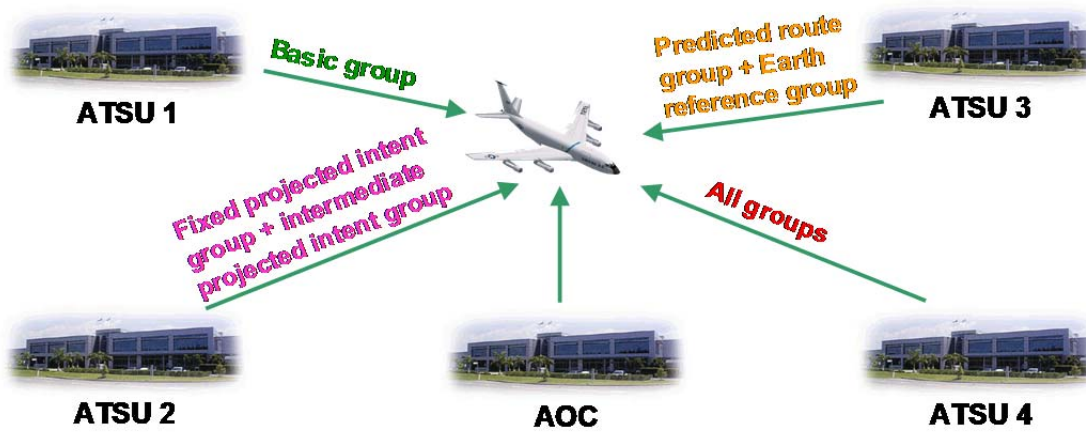 Basic group
ATSU 1
Predicted route
group + Earth
reference group
ATSU 3
Fixed projected intent
group + intermediate
projected intent group
ATSU 2
AOC
All groups
ATSU 4